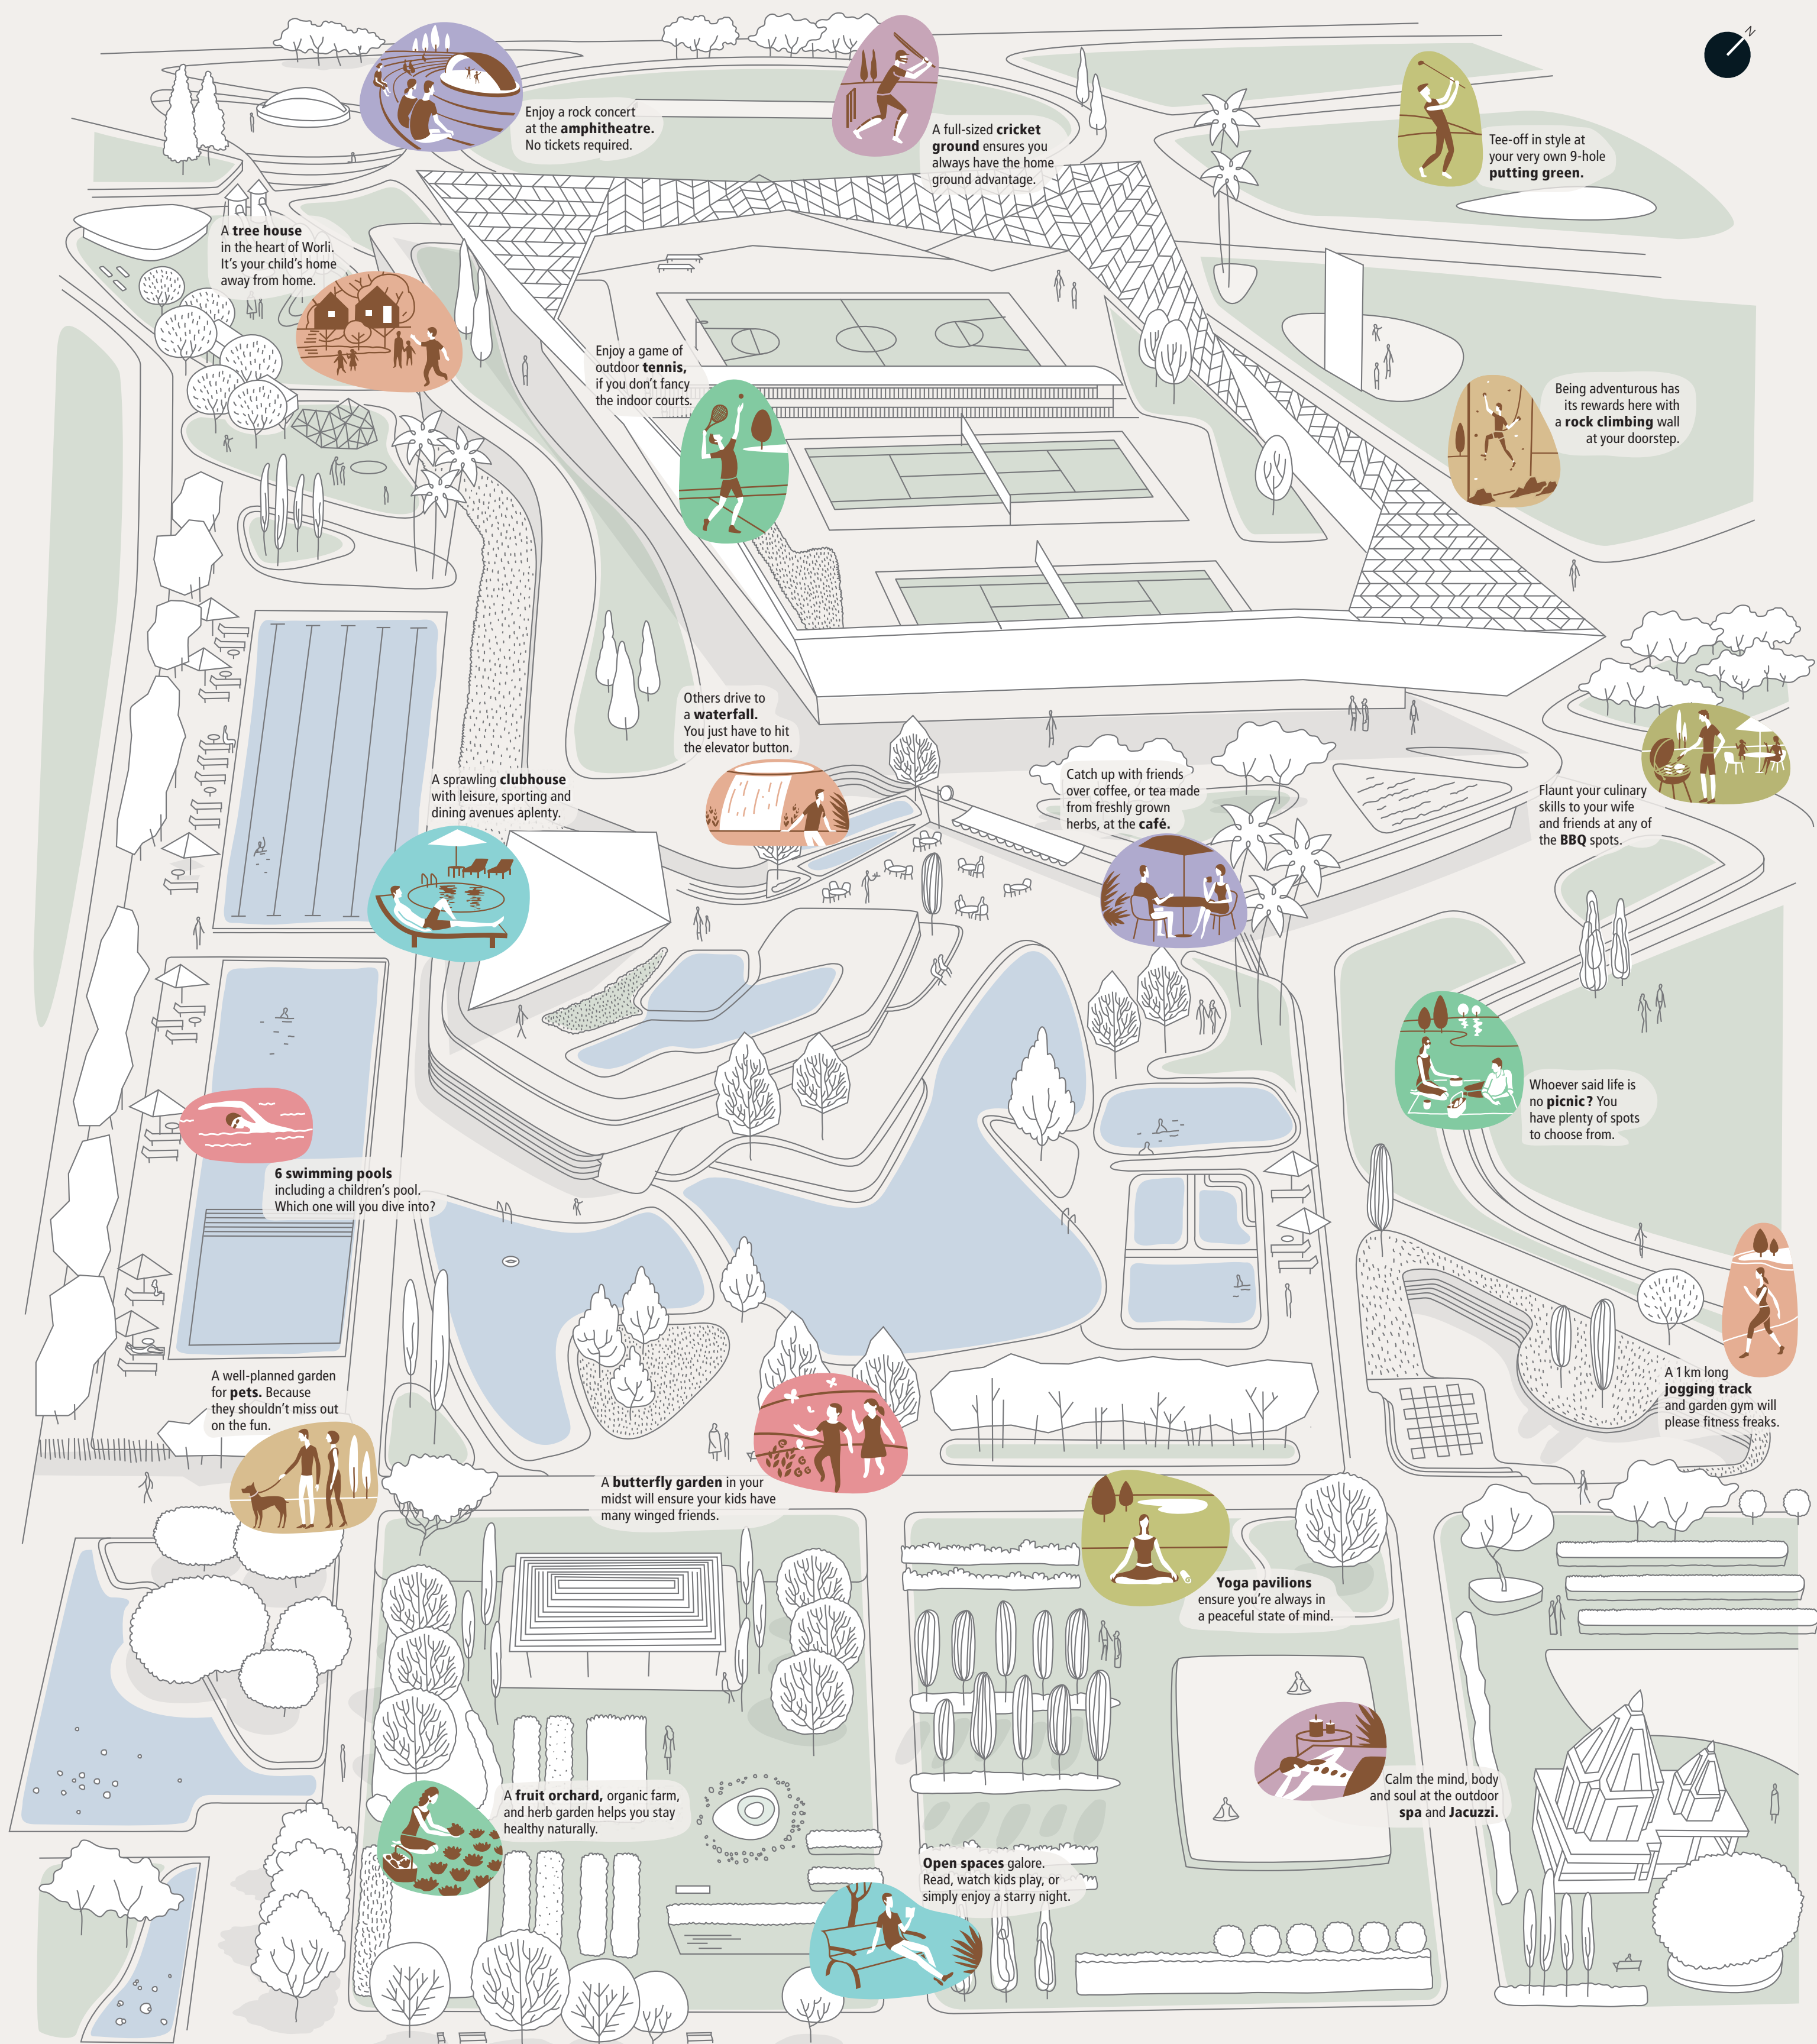 N
Enjoy a rock concert
at the amphitheatre.
No tickets required.
A full-sized cricket
ground ensures you
always have the home
ground advantage.
Tee-off in style at
your very own 9-hole
putting green.
A tree house
in the heart of Worli.
It's your child's home
away from home.
Enjoy a game of
outdoor tennis,
if you don't fancy
the indoor courts.
Being adventurous has
its rewards here with
a rock climbing wall
at your doorstep.
Others drive to
a waterfall.
You just have to hit
the elevator button.
A sprawling clubhouse
with leisure, sporting and
dining avenues aplenty.
Catch up with friends
over coffee, or tea made
from freshly grown
herbs, at the café.
Flaunt your culinary
skills to your wife
and friends at any of
the BBQ spots.
Whoever said life is
no picnic? You
have plenty of spots
to choose from.
6 swimming pools
including a children's pool.
Which one will you dive into?
A well-planned garden
for pets. Because
they shouldn't miss out
on the fun.
A 1 km long
jogging track
and garden gym will
please fitness freaks.
A butterfly garden in your
midst will ensure your kids have
many winged friends.
Yoga pavilions
ensure you're always in
a peaceful state of mind.
Calm the mind, body
and soul at the outdoor
spa and Jacuzzi.
A fruit orchard, organic farm,
and herb garden helps you stay
healthy naturally.
Open spaces galore.
Read, watch kids play, or
simply enjoy a starry night.